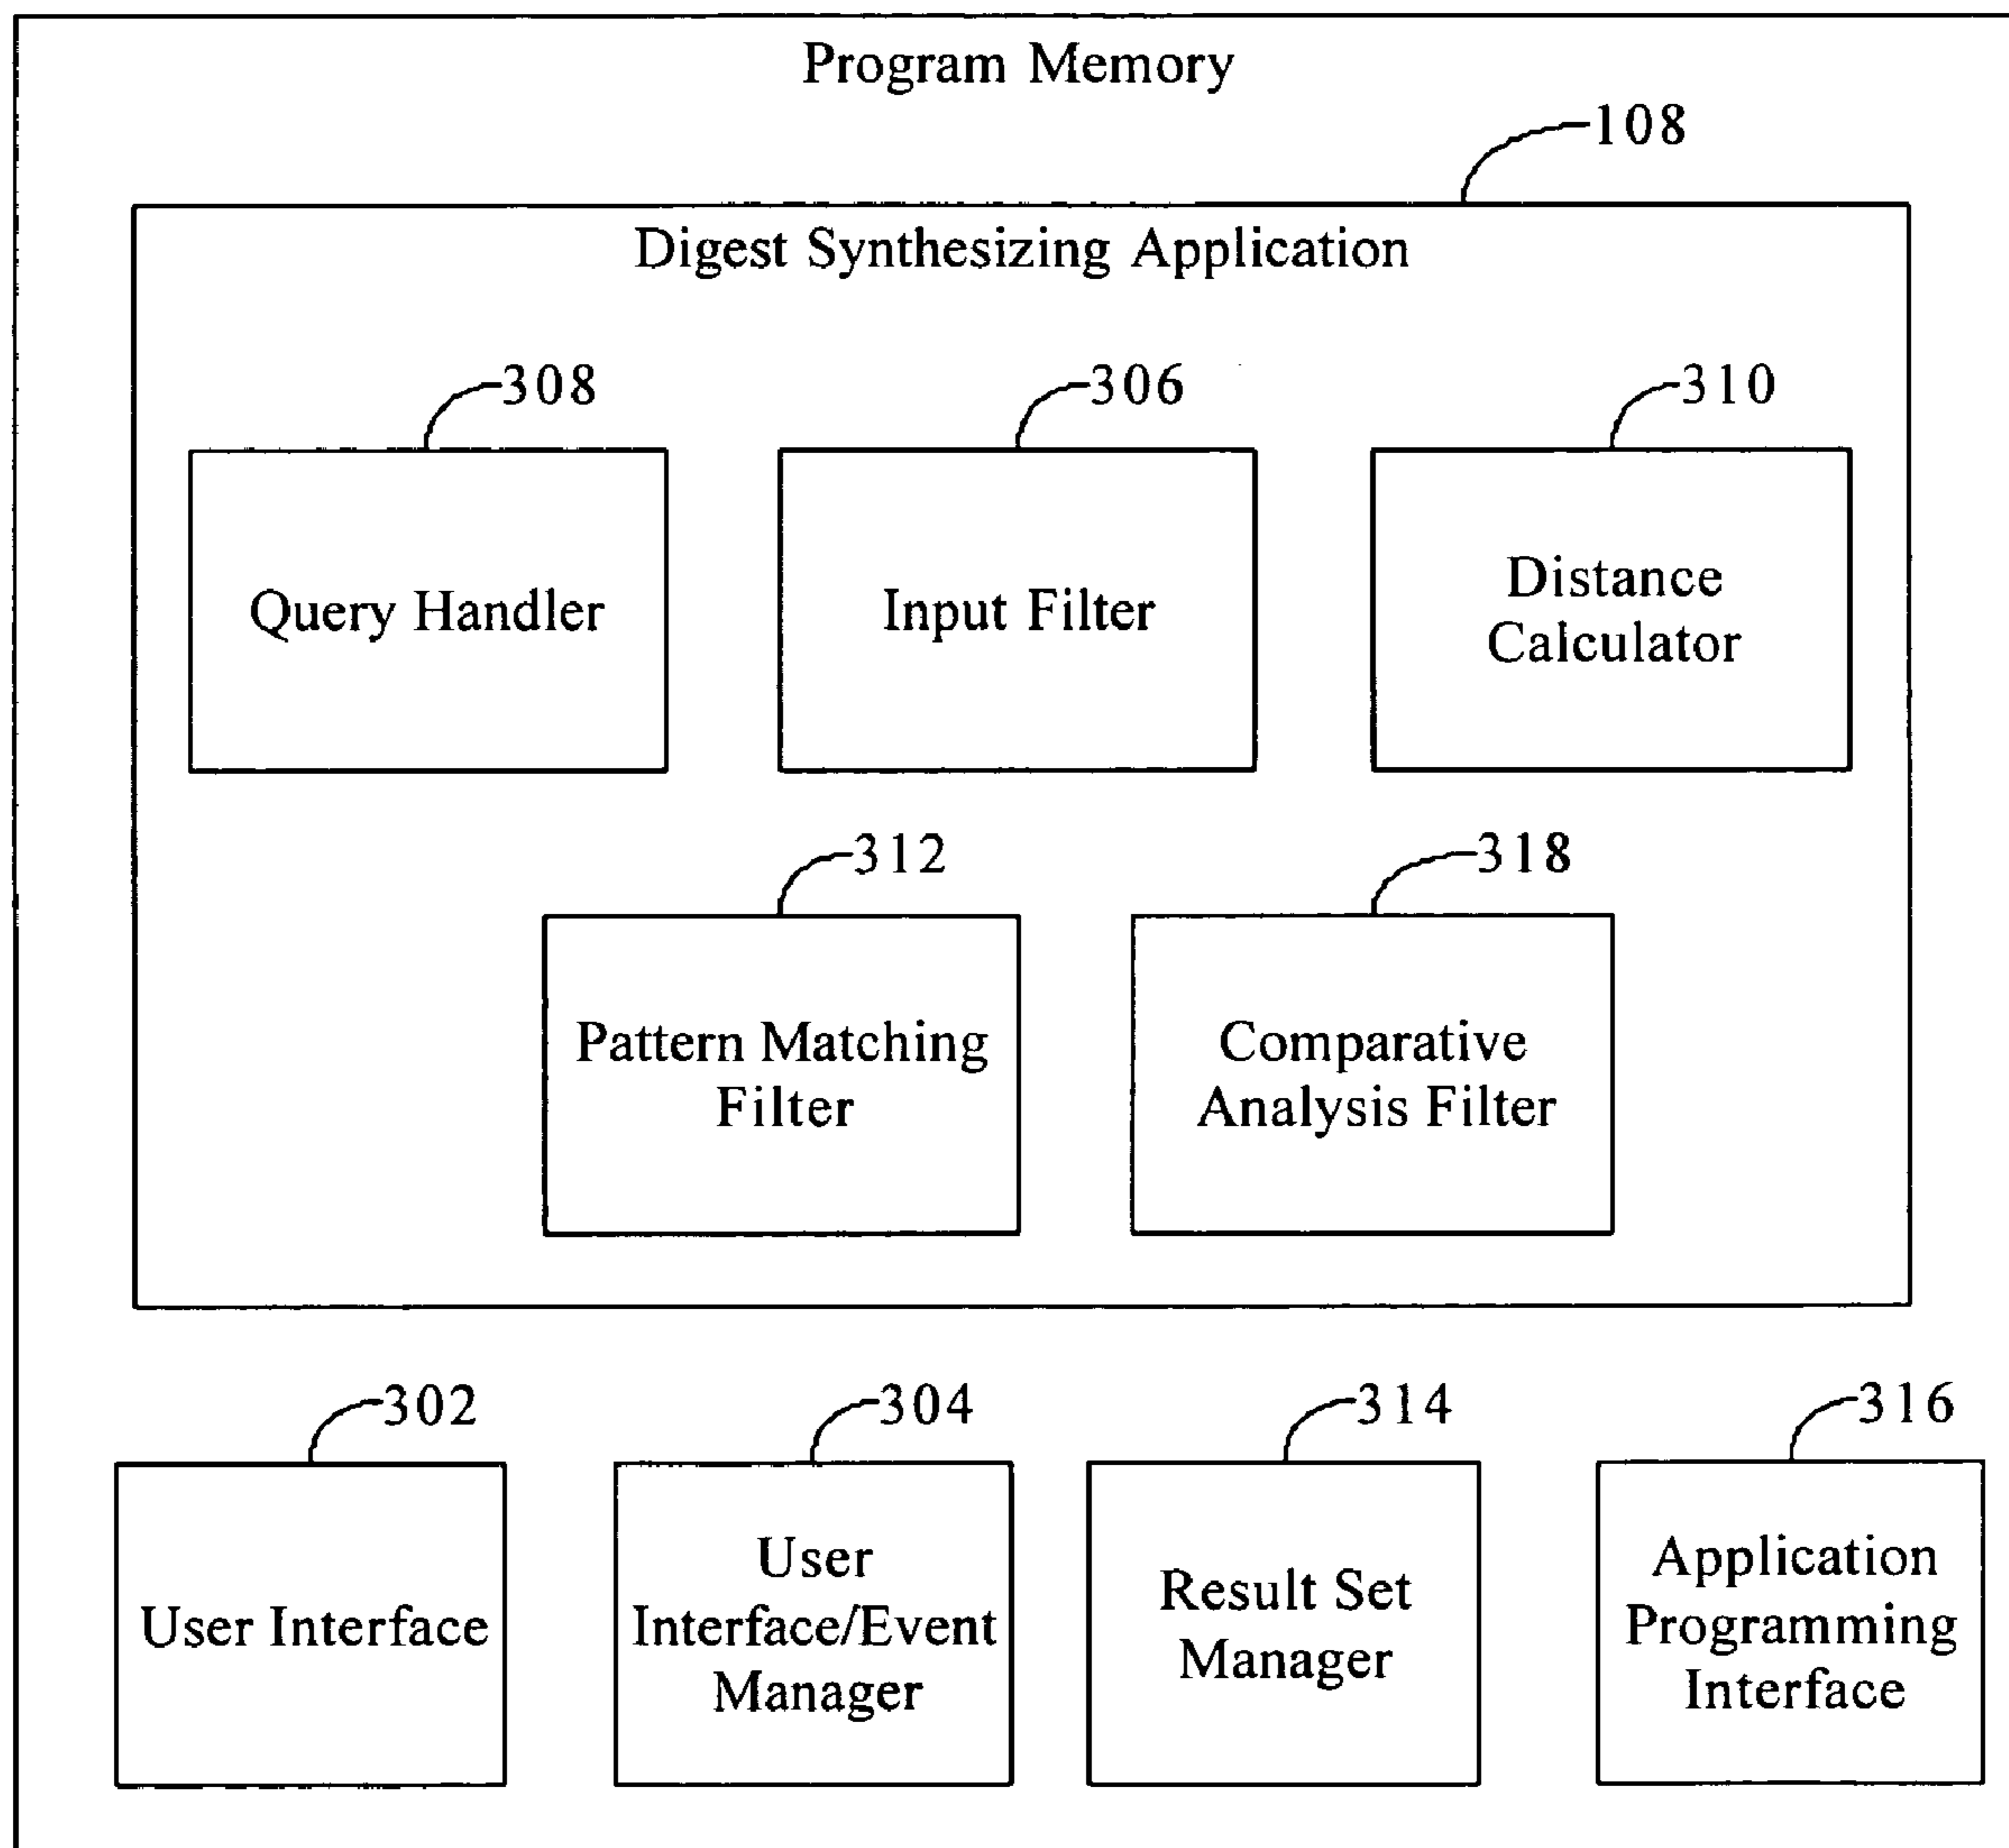 Program Memory
108
Digest Synthesizing Application
308
306
310
Query Handler
Input Filter
Distance
Calculator
312
318
Pattern Matching
Filter
Comparative
Analysis Filter
302
304
314
316
User Interface
User
Interface/Event
Manager
Result Set
Manager
Application
Programming
Interface